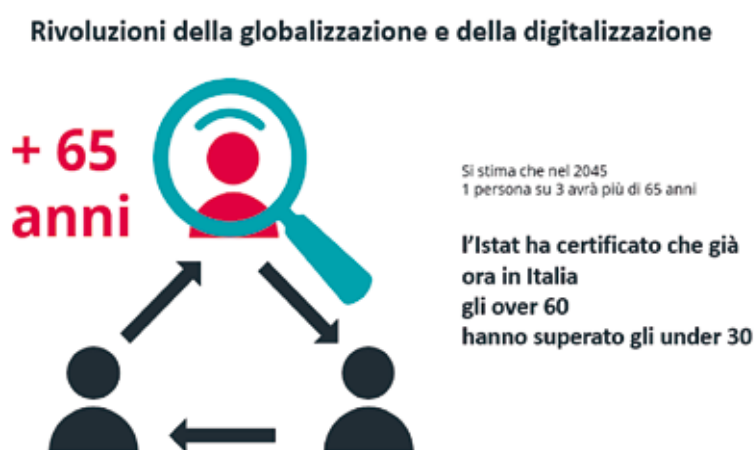 Rivoluzioni della globalizzazione e della digitalizzazione
+ 65
anni
Si stima che nel 2045
1 persona su 3 avrà più di 65 anni
l'Istat ha certificato che già
ora in Italia
gli over 60
hanno superato gli under 30